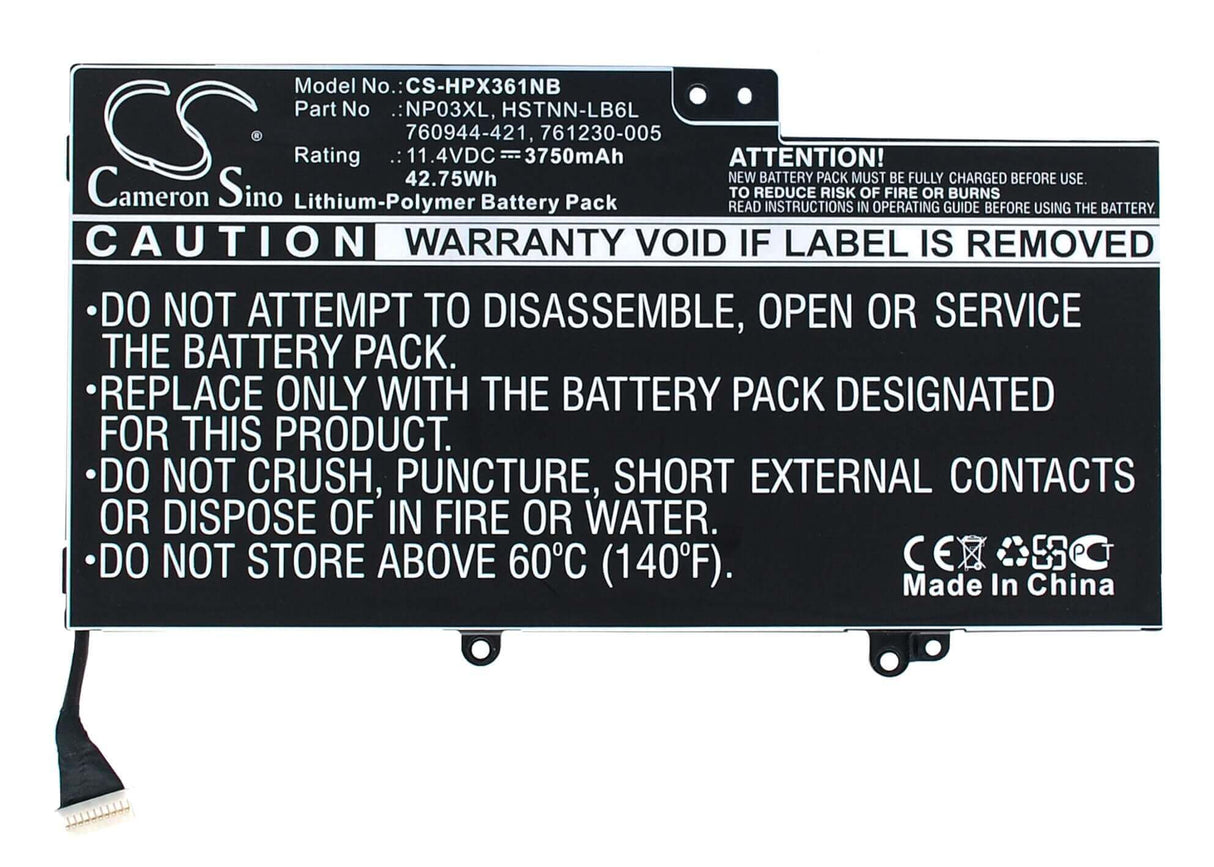 CS
®
Cameron Sino
Model No.:CS-HPX361NB
Part No .:NP03XL, HSTNN-LB6L
760944-421, 761230-005
Rating .: 11.4VDC ⎓ 3750mAh
42.75Wh
Lithium-Polymer Battery Pack
ATTENTION!
NEW BATTERY PACK MUST BE FULLY CHARGED BEFORE USE.
TO REDUCE RISK OF FIRE OR BURNS
READ INSTRUCTIONS IN OPERATING GUIDE BEFORE USING THE BATTERY.
CAUTION WARRANTY VOID IF LABEL IS REMOVED
•DO NOT ATTEMPT TO DISASSEMBLE, OPEN OR SERVICE
THE BATTERY PACK.
•REPLACE ONLY WITH THE BATTERY PACK DESIGNATED
FOR THIS PRODUCT.
•DO NOT CRUSH, PUNCTURE, SHORT EXTERNAL CONTACTS
OR DISPOSE OF IN FIRE OR WATER.
•DO NOT STORE ABOVE 60°C (140°F).
CE PCT
Made In China